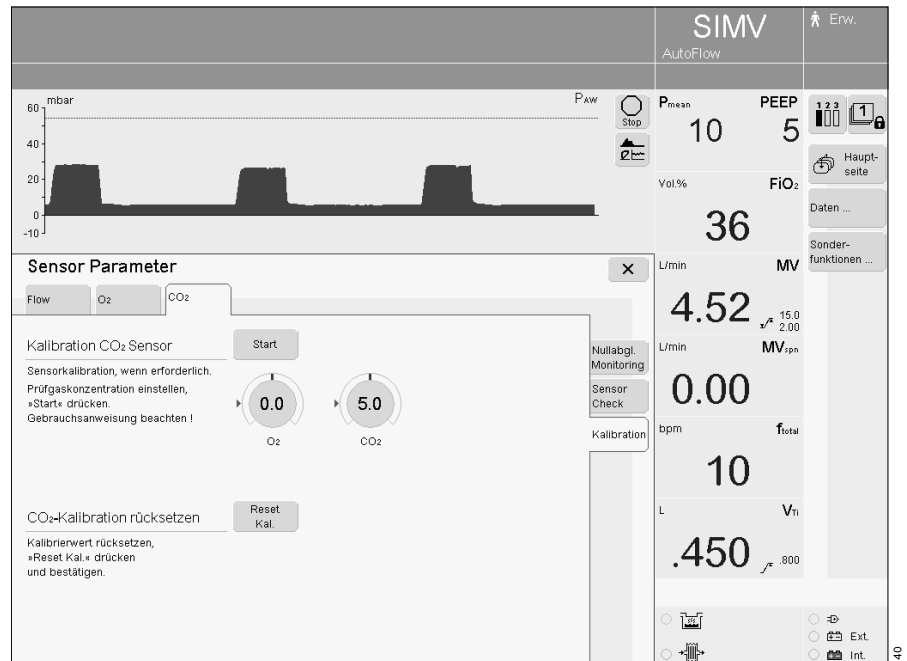 SIMV
AutoFlow
Erw.
mbar
PAW
60
40
20
0
-10
Stop
Pmean
PEEP
10
5
1 2 3
1
Haupt-
seite
Vol.%
FiO₂
36
Daten ...
Sonder-
funktionen ...
Sensor Parameter
×
Flow
O₂
CO₂
L/min
MV
4.52
15.0
2.00
Kalibration CO₂ Sensor
Start
Sensorkalibration, wenn erforderlich.
Prüfgaskonzentration einstellen,
»Start« drücken.
Gebrauchsanweisung beachten !
0.0
5.0
O₂
CO₂
Nullabgl.
Monitoring
Sensor
Check
Kalibration
L/min
MVspn
0.00
bpm
ftotal
10
CO₂-Kalibration rücksetzen
Reset
Kal.
Kalibrierwert rücksetzen,
»Reset Kal.« drücken
und bestätigen.
L
VTi
.450
.800
Ext.
Int.
40